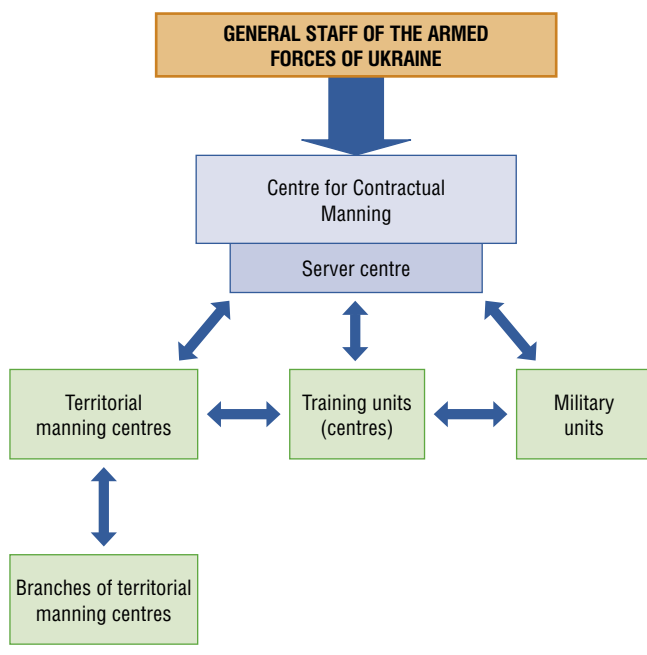 GENERAL STAFF OF THE ARMED
FORCES OF UKRAINE
Centre for Contractual
Manning
Server centre
Territorial
manning centres
Training units
(centres)
Military
units
Branches of territorial
manning centres